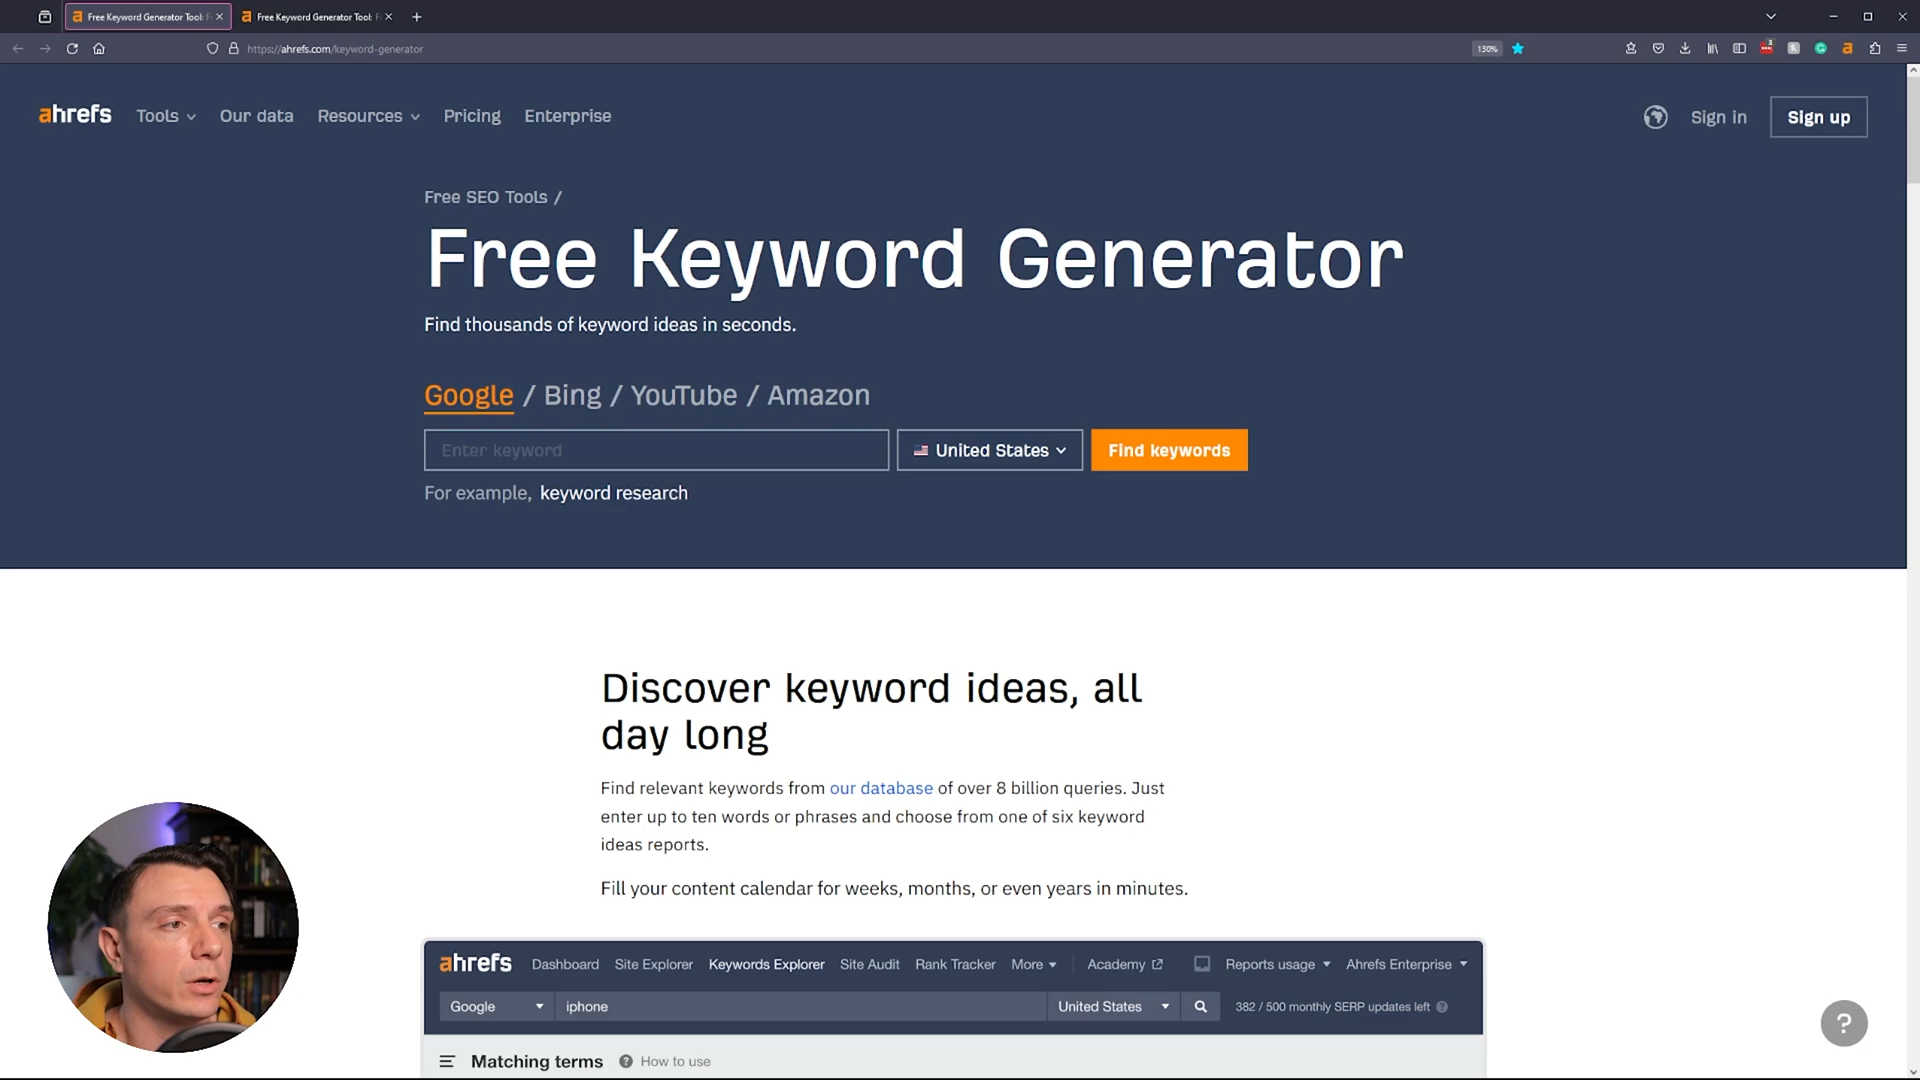 Free Keyword Generator Tool:
Free Keyword Generator Tool:
https://ahrefs.com/keyword-generator
130%
ahrefs
Tools
Our data
Resources
Pricing
Enterprise
Sign in
Sign up
Free SEO Tools /
Free Keyword Generator
Find thousands of keyword ideas in seconds.
Google / Bing / YouTube / Amazon
Enter keyword
United States
Find keywords
For example, keyword research
Discover keyword ideas, all
day long
Find relevant keywords from our database of over 8 billion queries. Just
enter up to ten words or phrases and choose from one of six keyword
ideas reports.
Fill your content calendar for weeks, months, or even years in minutes.
ahrefs
Dashboard
Site Explorer
Keywords Explorer
Site Audit
Rank Tracker
More
Academy
Reports usage
Ahrefs Enterprise
Google
iphone
United States
382 / 500 monthly SERP updates left ?
Matching terms
? How to use
?